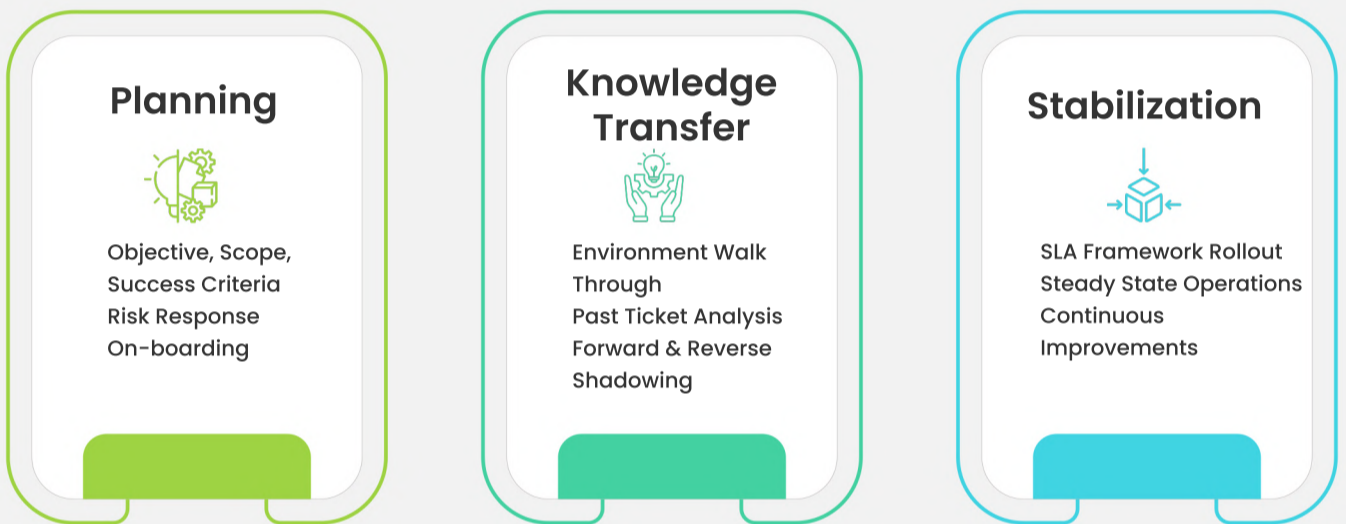 Planning
Objective, Scope,
Success Criteria
Risk Response
On-boarding
Knowledge
Transfer
Environment Walk
Through
Past Ticket Analysis
Forward & Reverse
Shadowing
Stabilization
SLA Framework Rollout
Steady State Operations
Continuous
Improvements